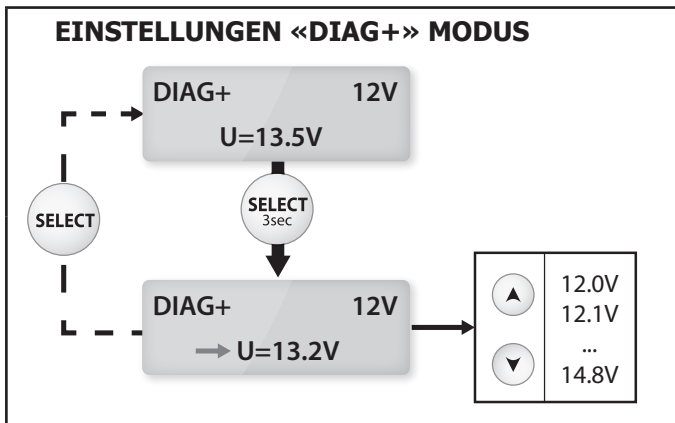 EINSTELLUNGEN «DIAG+» MODUS
DIAG+ 12V
U=13.5V
SELECT
SELECT
3sec
DIAG+ 12V
U=13.2V
12.0V
12.1V
...
14.8V